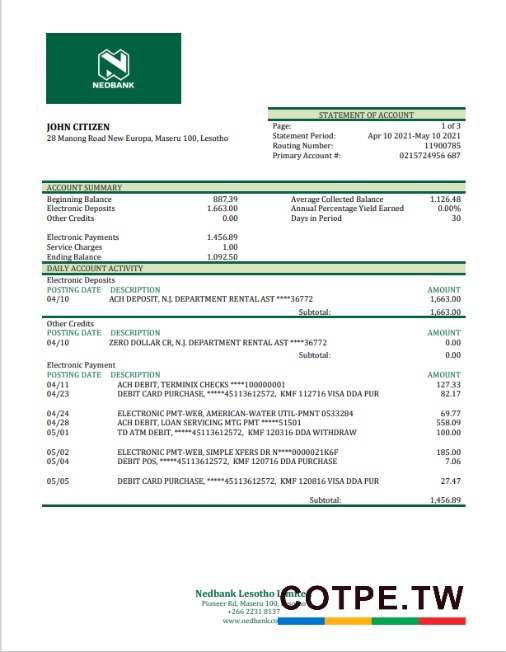 NEDBANK
STATEMENT OF ACCOUNT
JOHN CITIZEN
28 Manong Road New Europa, Maseru 100, Lesotho
Page: 1 of 3
Statement Period: Apr 10 2021-May 10 2021
Routing Number: 11900785
Primary Account #: 0215724956 687
ACCOUNT SUMMARY
Beginning Balance 887.39 Average Collected Balance 1,126.48
Electronic Deposits 1,663.00 Annual Percentage Yield Earned 0.00%
Other Credits 0.00 Days in Period 30
Electronic Payments 1.456.89
Service Charges 1.00
Ending Balance 1.092.50
DAILY ACCOUNT ACTIVITY
Electronic Deposits
POSTING DATE DESCRIPTION AMOUNT
04/10 ACH DEPOSIT, N.J. DEPARTMENT RENTAL AST ****36772 1,663.00
Subtotal: 1,663.00
Other Credits
POSTING DATE DESCRIPTION AMOUNT
04/10 ZERO DOLLAR CR, N.J. DEPARTMENT RENTAL AST ****36772 0.00
Subtotal: 0.00
Electronic Payment
POSTING DATE DESCRIPTION AMOUNT
04/11 ACH DEBIT, TERMINIX CHECKS ****100000001 127.33
04/23 DEBIT CARD PURCHASE, *****45113612572, KMF 112716 VISA DDA PUR 82.17
04/24 ELECTRONIC PMT-WEB, AMERICAN-WATER UTIL-PMNT 0533284 69.77
04/28 ACH DEBIT, LOAN SERVICING MTG PMT *****51501 558.09
05/01 TD ATM DEBIT, *****45113612572, KMF 120316 DDA WITHDRAW 100.00
05/02 ELECTRONIC PMT-WEB, SIMPLE XFERS DR N****0000021K6F 185.00
05/04 DEBIT POS, *****45113612572, KMF 120716 DDA PURCHASE 7.06
05/05 DEBIT CARD PURCHASE, *****45113612572, KMF 120816 VISA DDA PUR 27.47
Subtotal: 1,456.89
Nedbank Lesotho
Pioneer Rd, Maseru 100,
+266 2231 8137
www.nedbank.co
COTPE.TW